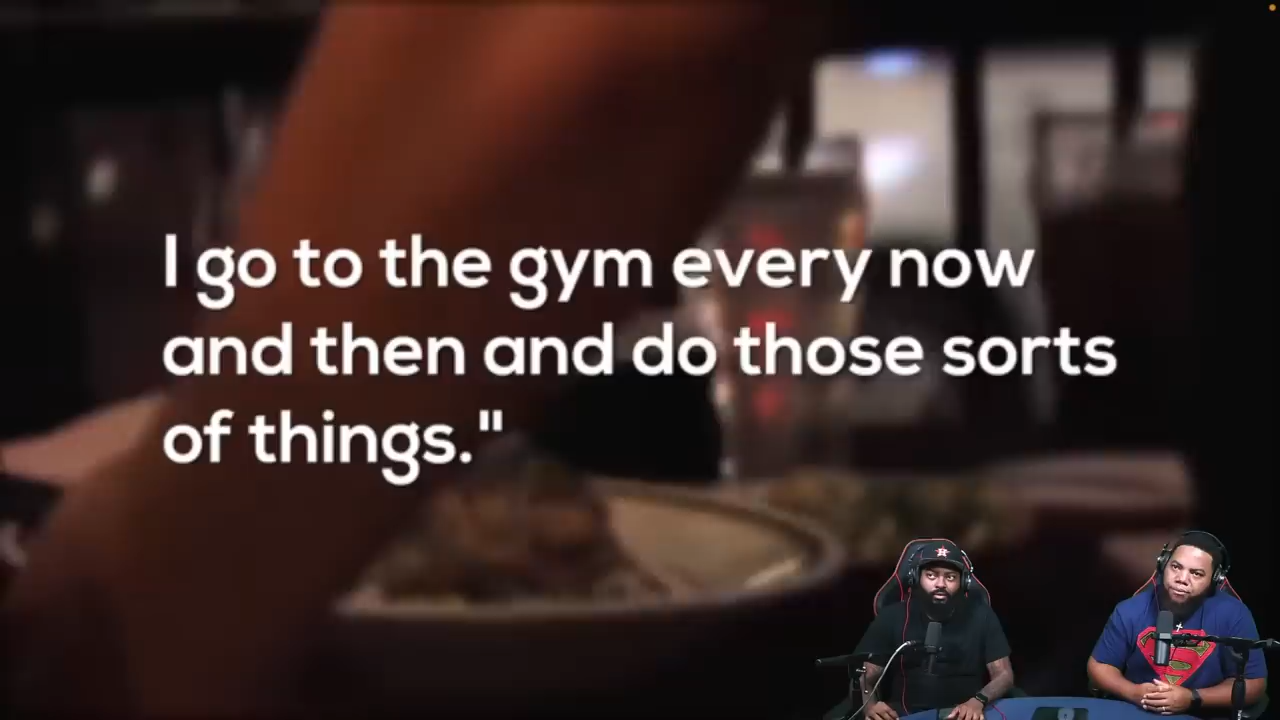 I go to the gym every now
and then and do those sorts
of things."